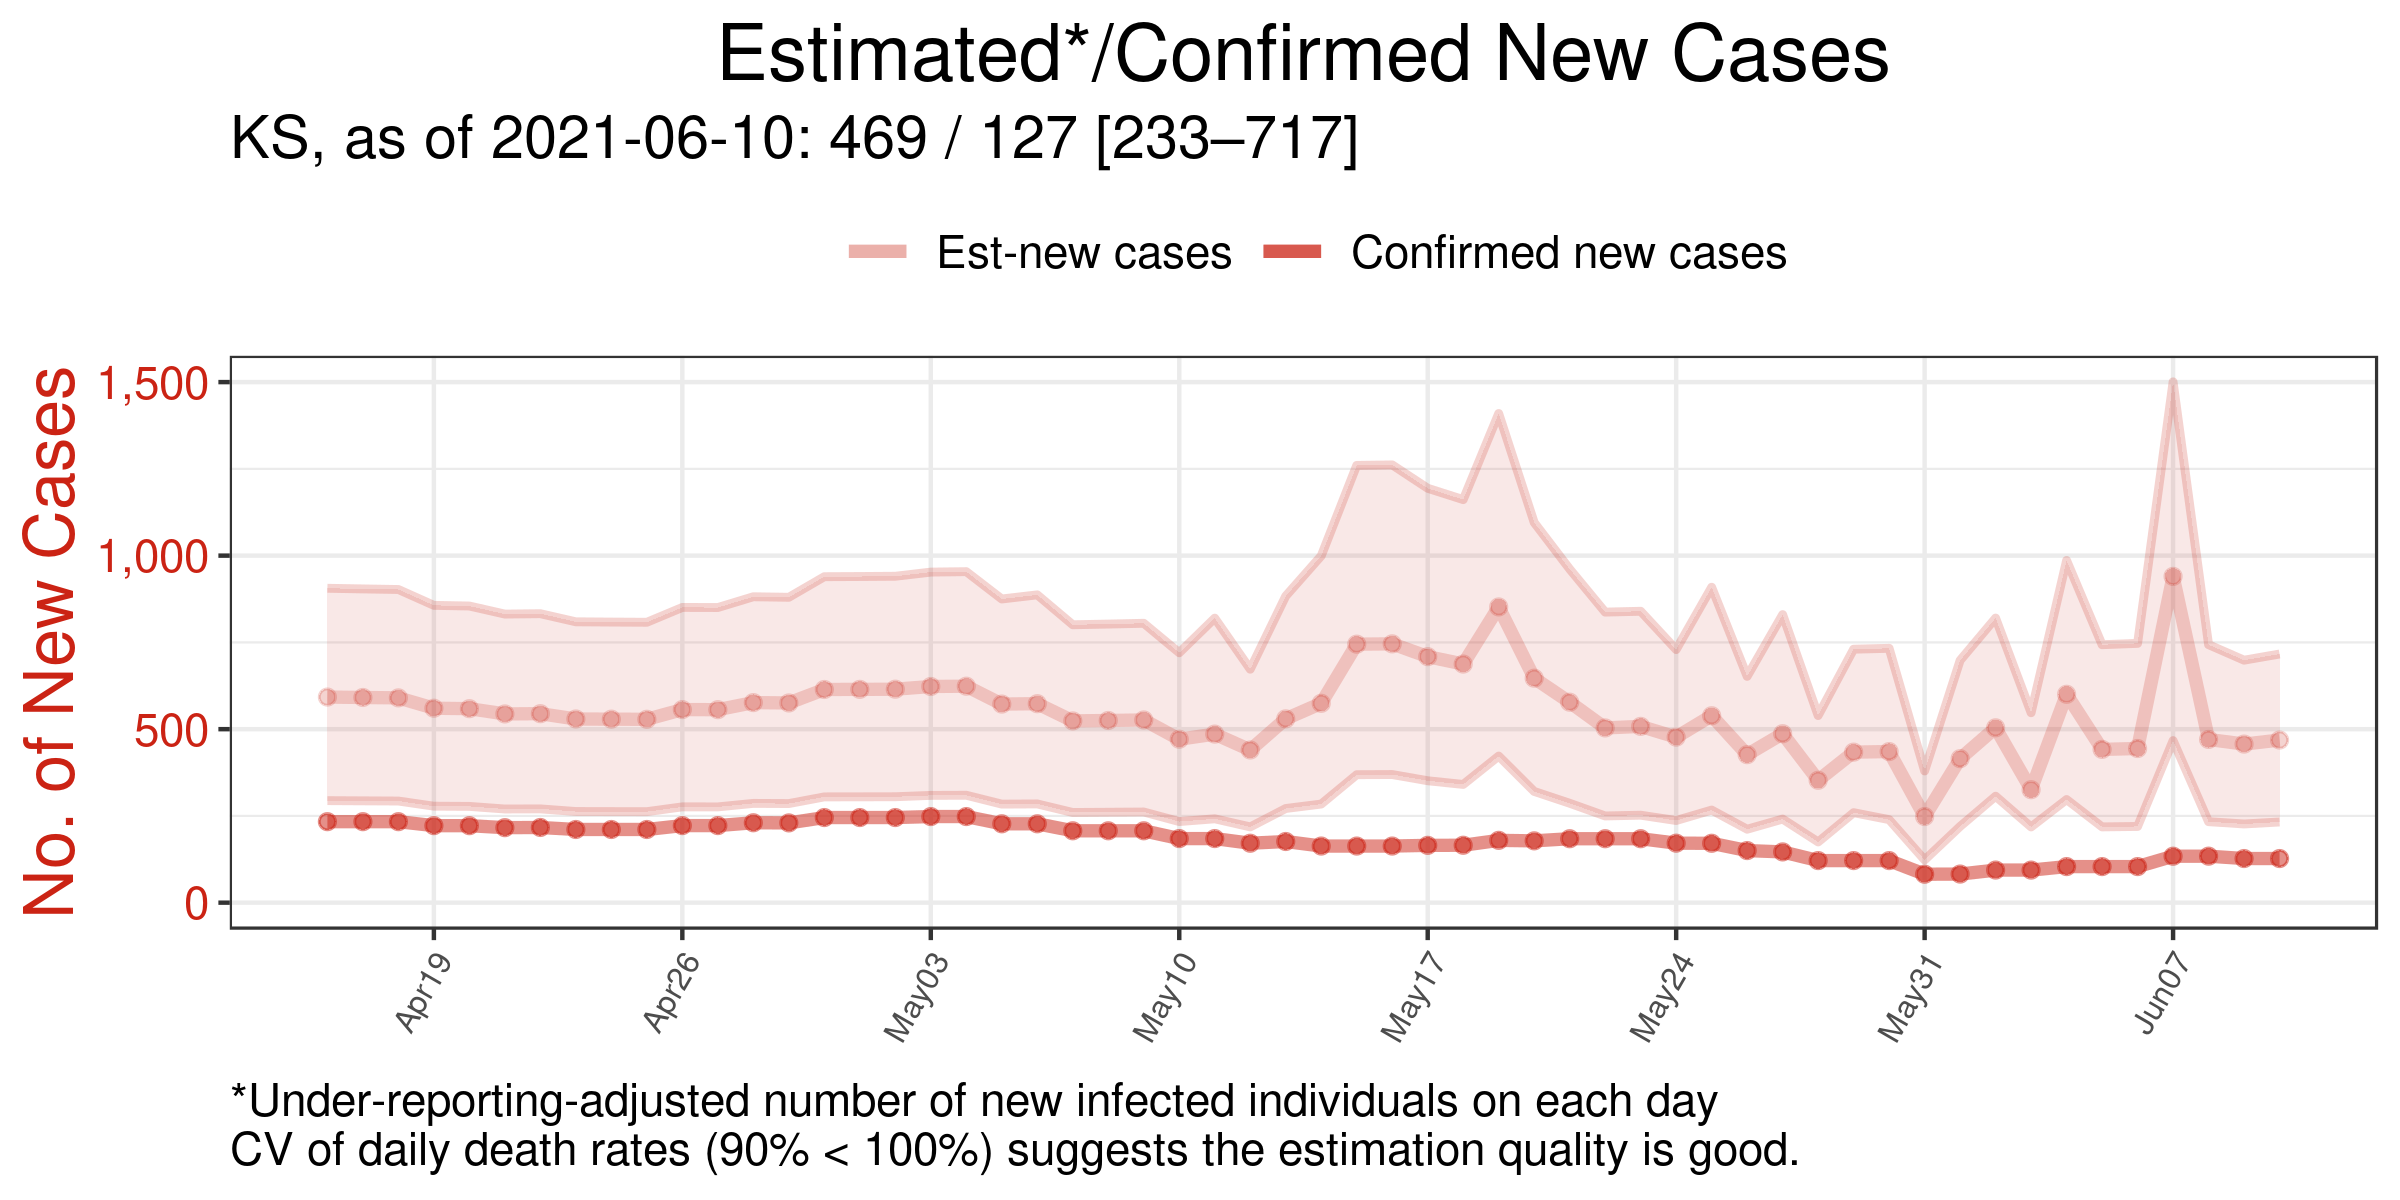 Estimated*/Confirmed New Cases
KS, as of 2021-06-10: 469 / 127 [233–717]
Est-new cases
Confirmed new cases
No. of New Cases
1,500
1,000
500
0
Apr19
Apr26
May03
May10
May17
May24
May31
Jun07
*Under-reporting-adjusted number of new infected individuals on each day
CV of daily death rates (90% < 100%) suggests the estimation quality is good.